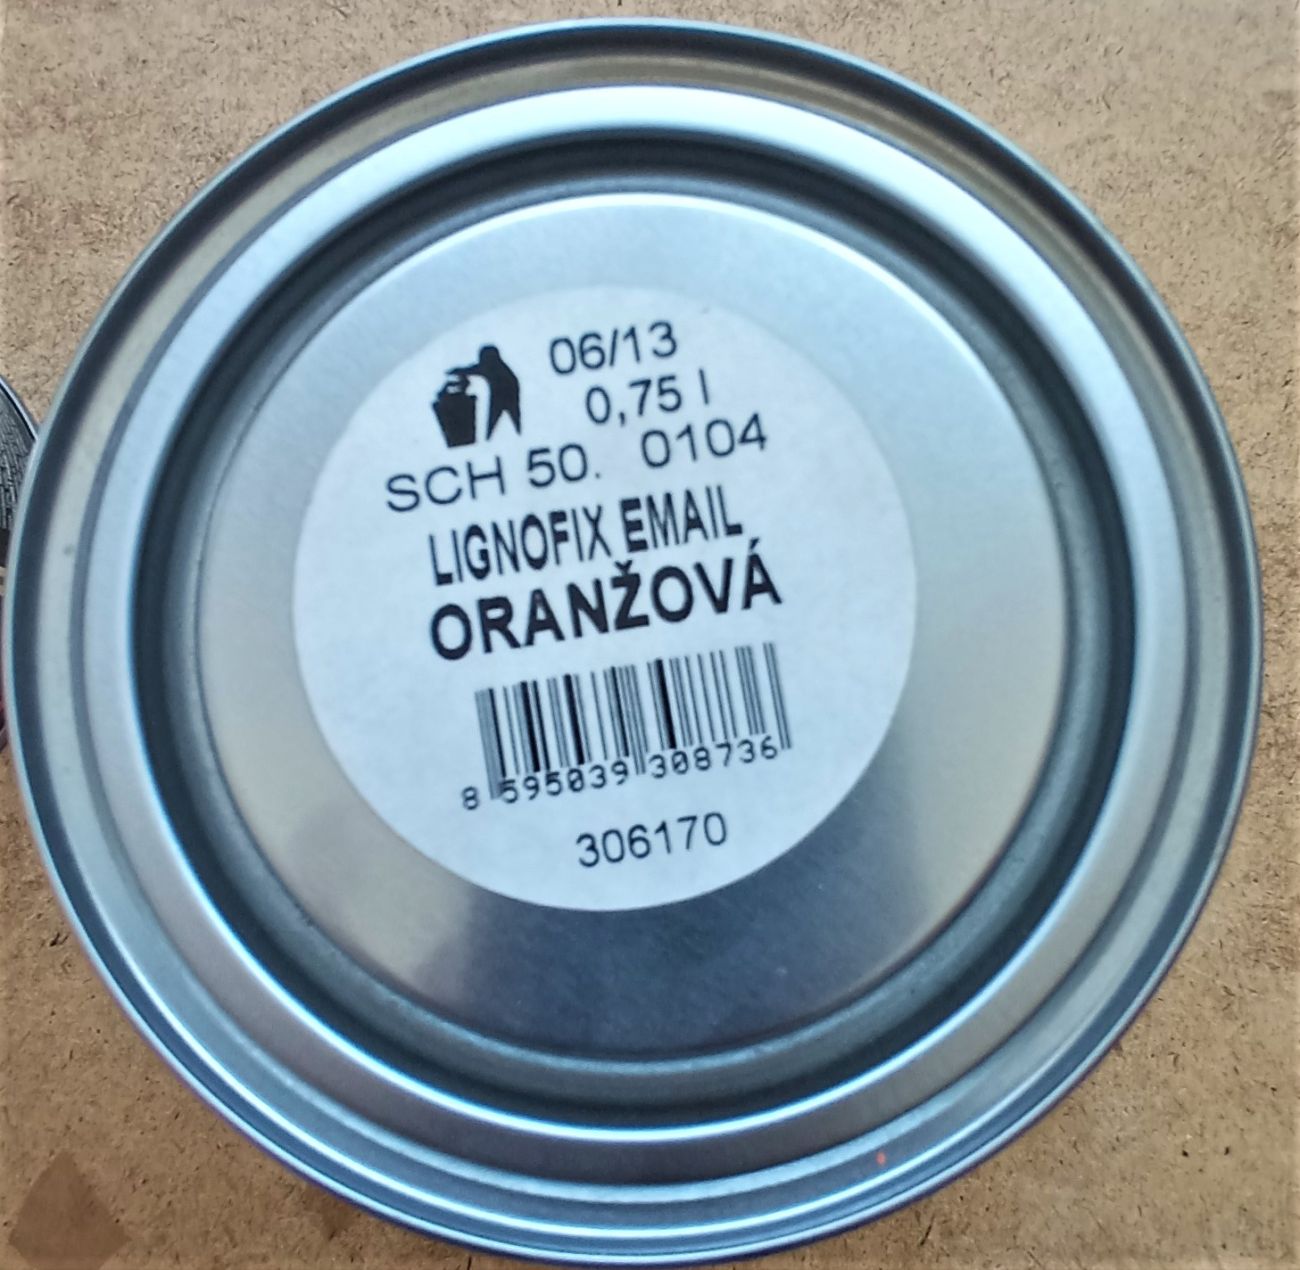 06/13
0,75 l
SCH 50. 0104
LIGNOFIX EMAIL
ORANŽOVÁ
8 595039 308736
306170